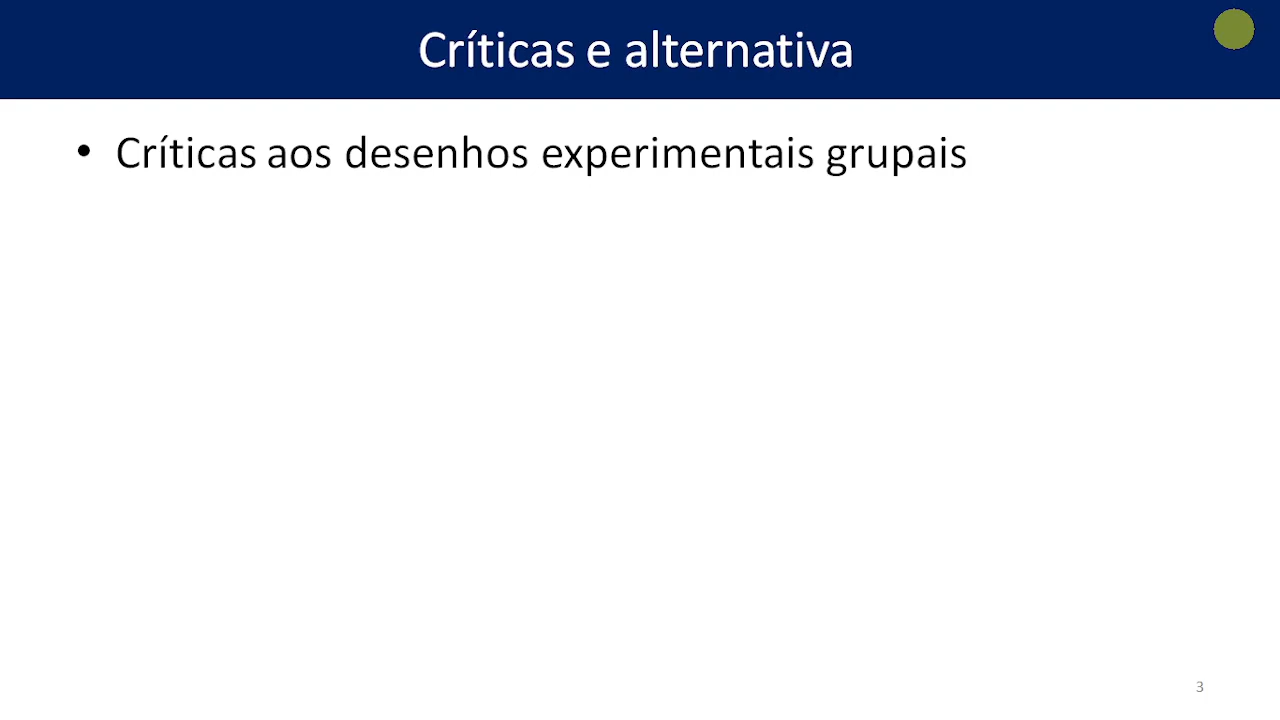 Críticas e alternativa
• Críticas aos desenhos experimentais grupais
3